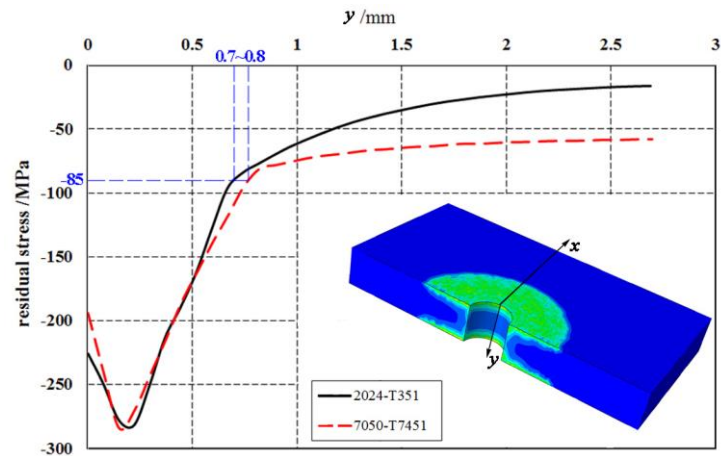 y /mm
0 0.5 1 1.5 2 2.5 3
0.7~0.8
0
-50
-85
-100
-150
-200
-250
-300
residual stress /MPa
x
y
2024-T351
7050-T7451